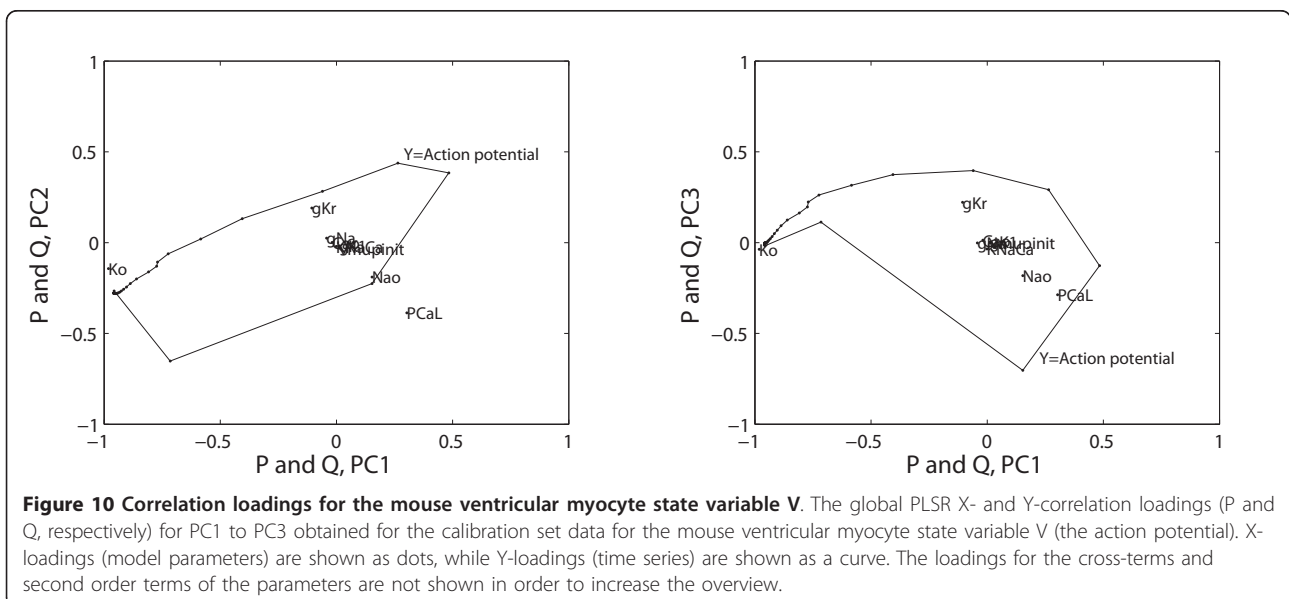 1
0.5
0
−0.5
−1
−1
−0.5
0
0.5
1
P and Q, PC2
P and Q, PC1
Y=Action potential
gKr
gNa
Ko
Nao
PCaL
1
0.5
0
−0.5
−1
−1
−0.5
0
0.5
1
P and Q, PC3
P and Q, PC1
gKr
Ko
KNaCa
Nao
PCaL
Y=Action potential
Figure 10 Correlation loadings for the mouse ventricular myocyte state variable V. The global PLSR X- and Y-correlation loadings (P and
Q, respectively) for PC1 to PC3 obtained for the calibration set data for the mouse ventricular myocyte state variable V (the action potential). X-
loadings (model parameters) are shown as dots, while Y-loadings (time series) are shown as a curve. The loadings for the cross-terms and
second order terms of the parameters are not shown in order to increase the overview.